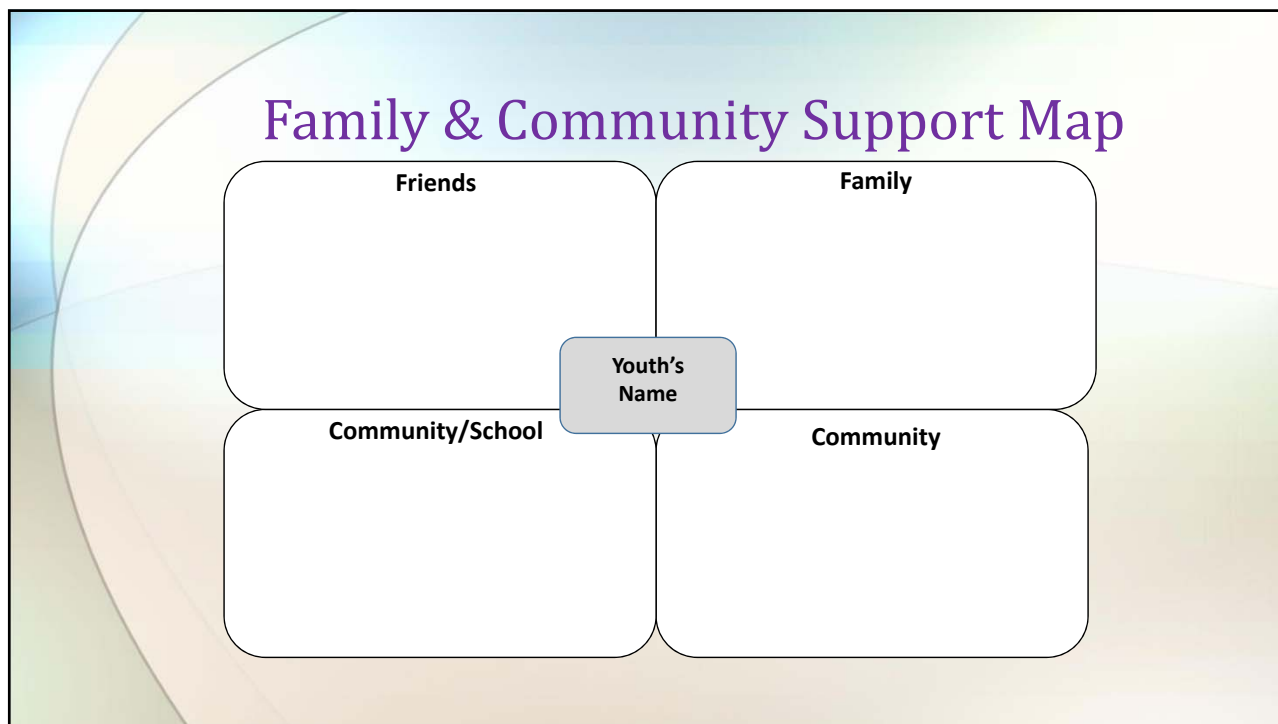 Family & Community Support Map
Friends
Family
Youth’s
Name
Community/School
Community